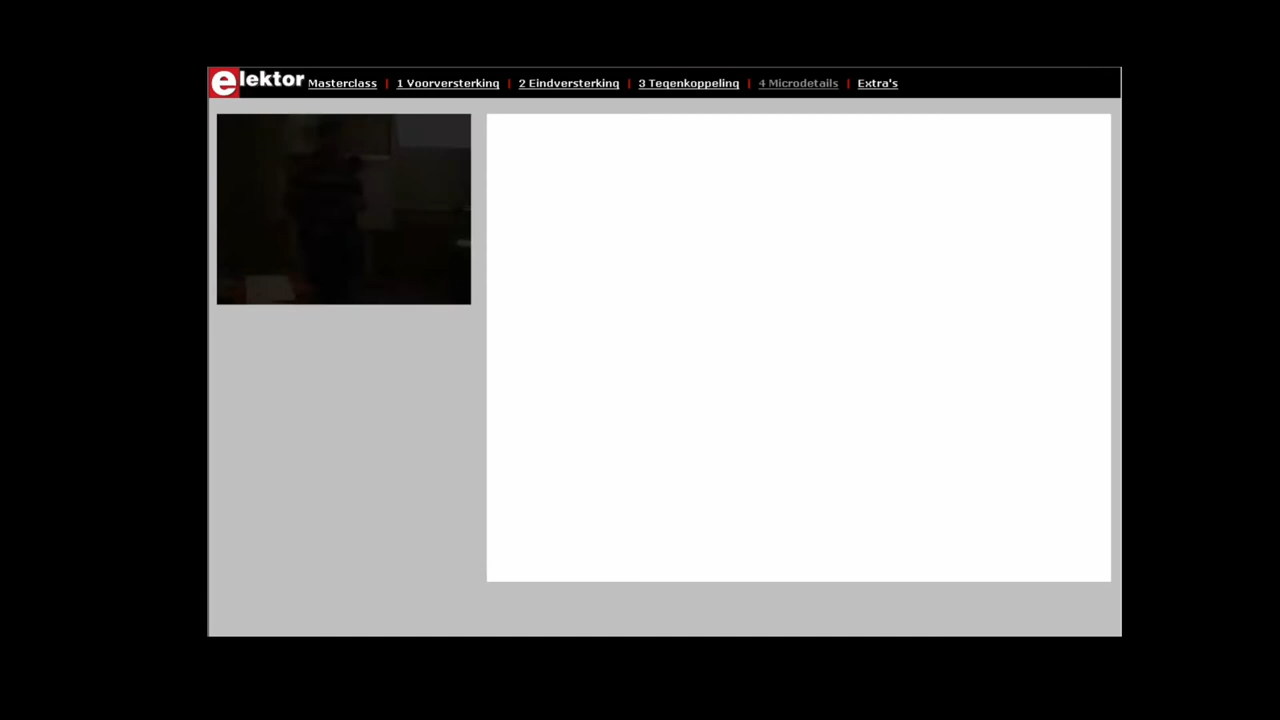 elektor Masterclass | 1 Voorversterking | 2 Eindversterking | 3 Tegenkoppeling | 4 Microdetails | Extra's